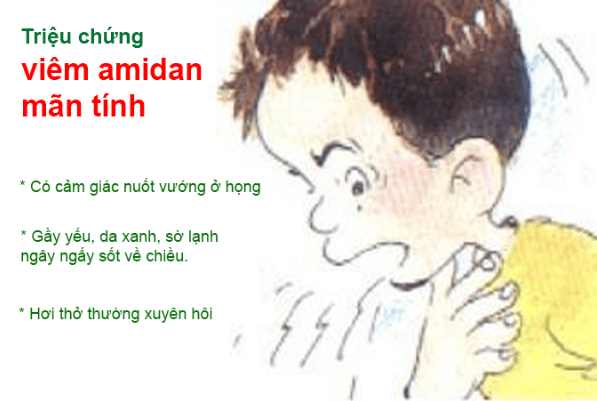 Triệu chứng
viêm amidan
mãn tính
* Có cảm giác nuốt vướng ở họng
* Gầy yếu, da xanh, sờ lạnh
ngây ngấy sốt về chiều.
* Hơi thở thường xuyên hôi